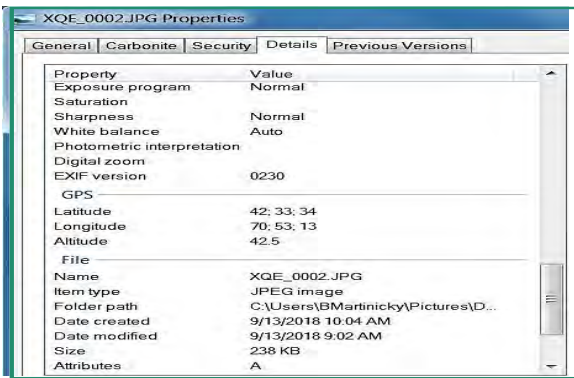 XQE_0002.JPG Properties
General Carbonite Security Details Previous Versions
Property Value
Exposure program Normal
Saturation
Sharpness Normal
White balance Auto
Photometric interpretation
Digital zoom
EXIF version 0230
GPS
Latitude 42; 33; 34
Longitude 70; 53; 13
Altitude 42.5
File
Name XQE_0002.JPG
Item type JPEG image
Folder path C:\Users\BMartinicky\Pictures\D...
Date created 9/13/2018 10:04 AM
Date modified 9/13/2018 9:02 AM
Size 238 KB
Attributes A